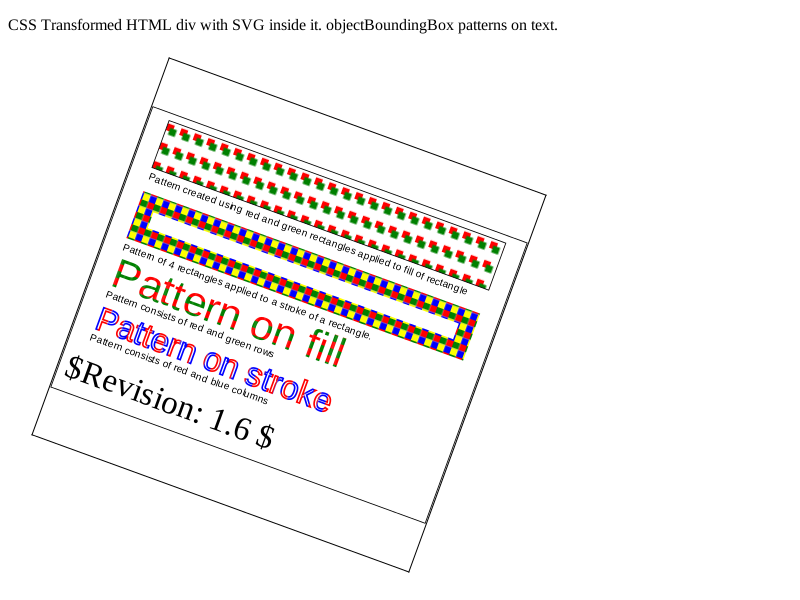 CSS Transformed HTML div with SVG inside it. objectBoundingBox patterns on text.
Pattern created using red and green rectangles applied to fill of rectangle
Pattern of 4 rectangles applied to a stroke of a rectangle.
Pattern on fill
Pattern consists of red and green rows
Pattern on stroke
Pattern consists of red and blue columns
$Revision: 1.6 $